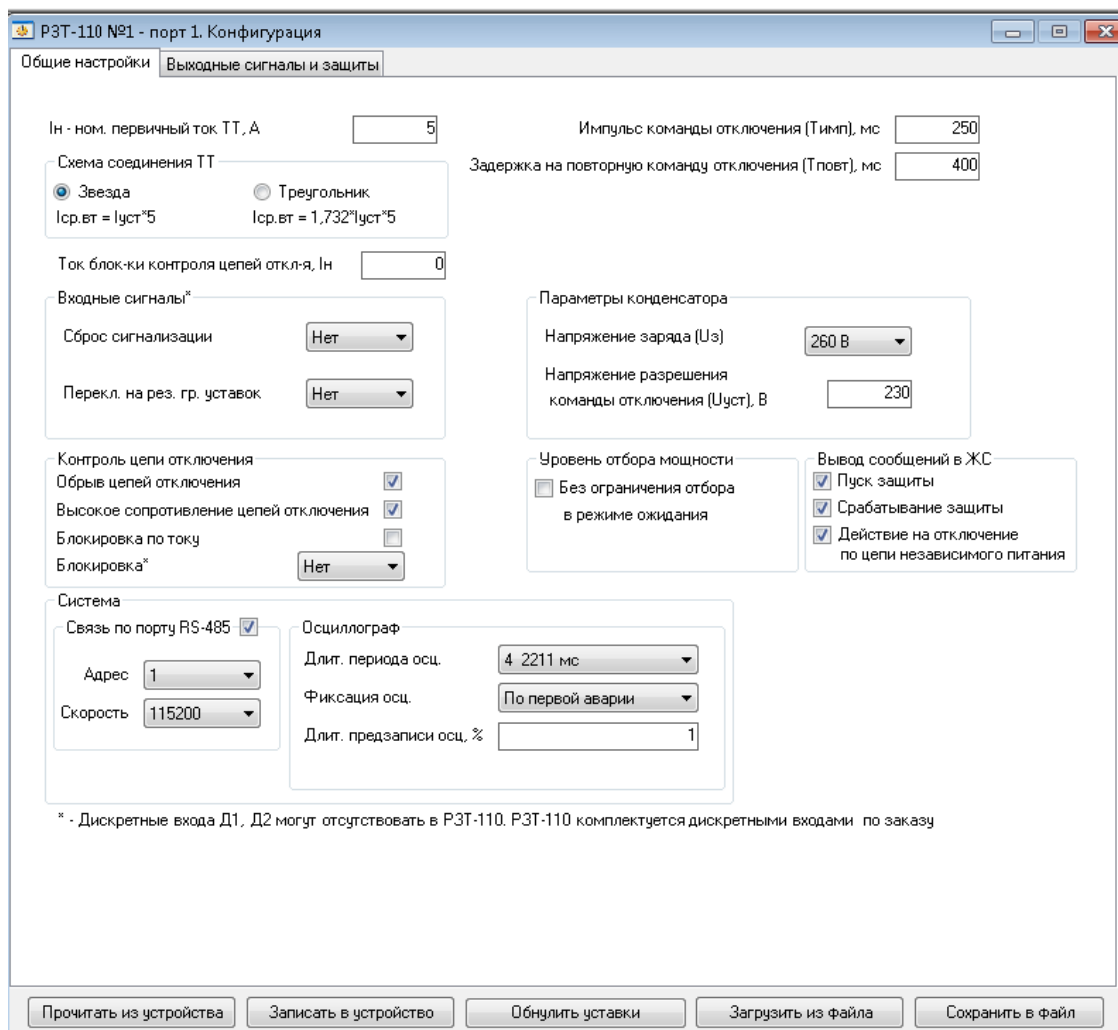 РЗТ-110 №1 - порт 1. Конфигурация
Общие настройки
Выходные сигналы и защиты
Iн - ном. первичный ток ТТ, А
5
Импульс команды отключения (Тимп), мс
250
Схема соединения ТТ
Задержка на повторную команду отключения (Тповт), мс
400
Звезда
Треугольник
Iср.вт = Iуст*5
Iср.вт = 1,732*Iуст*5
Ток блок-ки контроля цепей откл-я, Iн
0
Входные сигналы*
Сброс сигнализации
Нет
Перекл. на рез. гр. уставок
Нет
Параметры конденсатора
Напряжение заряда (Uз)
260 В
Напряжение разрешения
команды отключения (Uуст), В
230
Контроль цепи отключения
Обрыв цепей отключения
Высокое сопротивление цепей отключения
Блокировка по току
Блокировка*
Нет
Уровень отбора мощности
Без ограничения отбора
в режиме ожидания
Вывод сообщений в ЖС
Пуск защиты
Срабатывание защиты
Действие на отключение
по цепи независимого питания
Система
Связь по порту RS-485
Адрес
1
Скорость
115200
Осциллограф
Длит. периода осц.
4 2211 мс
Фиксация осц.
По первой аварии
Длит. предзаписи осц, %
1
* - Дискретные входа Д1, Д2 могут отсутствовать в РЗТ-110. РЗТ-110 комплектуется дискретными входами по заказу
Прочитать из устройства
Записать в устройство
Обнулить уставки
Загрузить из файла
Сохранить в файл